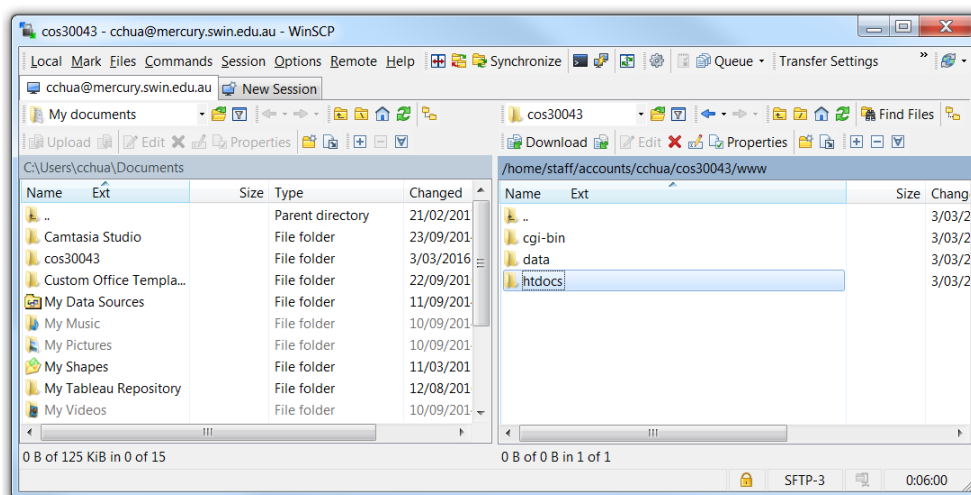 cos30043 - cchua@mercury.swin.edu.au - WinSCP
Local Mark Files Commands Session Options Remote Help Synchronize Queue Transfer Settings »
cchua@mercury.swin.edu.au New Session
My documents cos30043 Find Files
Upload Edit Properties Download Edit Properties
C:\Users\cchua\Documents /home/staff/accounts/cchua/cos30043/www
Name Ext Size Type Changed Name Ext Size Chang
.. Parent directory 21/02/201 .. 3/03/2
Camtasia Studio File folder 23/09/201 cgi-bin 3/03/2
cos30043 File folder 3/03/2016 data 3/03/2
Custom Office Templa... File folder 22/09/201 htdocs 3/03/2
My Data Sources File folder 11/09/201
My Music File folder 10/09/201
My Pictures File folder 10/09/201
My Shapes File folder 11/03/201
My Tableau Repository File folder 12/08/201
My Videos File folder 10/09/201
0 B of 125 KiB in 0 of 15 0 B of 0 B in 1 of 1
SFTP-3 0:06:00